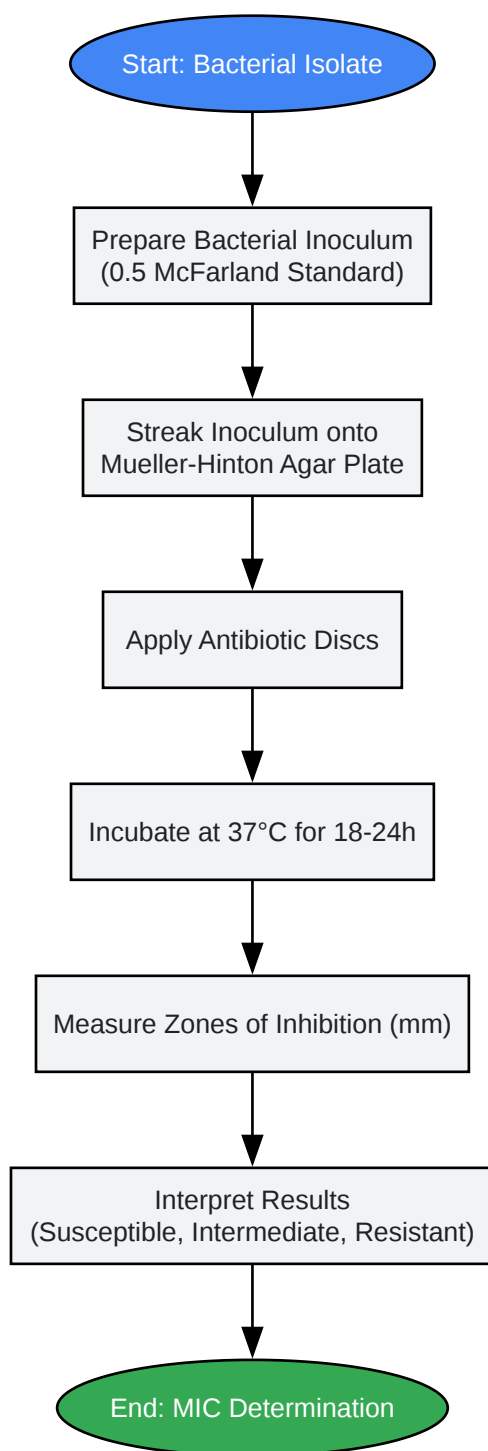 Start: Bacterial Isolate
Prepare Bacterial Inoculum
(0.5 McFarland Standard)
Streak Inoculum onto
Mueller-Hinton Agar Plate
Apply Antibiotic Discs
Incubate at 37°C for 18-24h
Measure Zones of Inhibition (mm)
Interpret Results
(Susceptible, Intermediate, Resistant)
End: MIC Determination